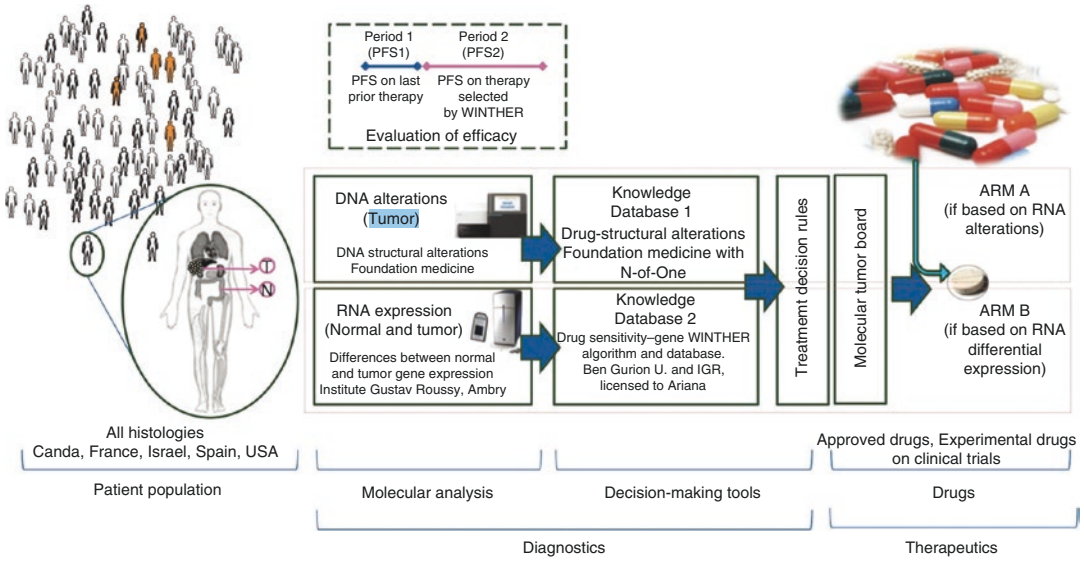 Period 1
(PFS1)
Period 2
(PFS2)
PFS on last
prior therapy
PFS on therapy
selected
by WINTHER
Evaluation of efficacy
T
N
DNA alterations
(Tumor)
DNA structural alterations
Foundation medicine
Knowledge
Database 1
Drug-structural alterations
Foundation medicine with
N-of-One
RNA expression
(Normal and tumor)
Differences between normal
and tumor gene expression
Institute Gustav Roussy, Ambry
Knowledge
Database 2
Drug sensitivity–gene WINTHER
algorithm and database.
Ben Gurion U. and IGR,
licensed to Ariana
Treatmemt decision rules
Molecular tumor board
ARM A
(if based on RNA
alterations)
ARM B
(if based on RNA
differential
expression)
All histologies
Canda, France, Israel, Spain, USA
Approved drugs, Experimental drugs
on clinical trials
Patient population
Molecular analysis
Decision-making tools
Drugs
Diagnostics
Therapeutics